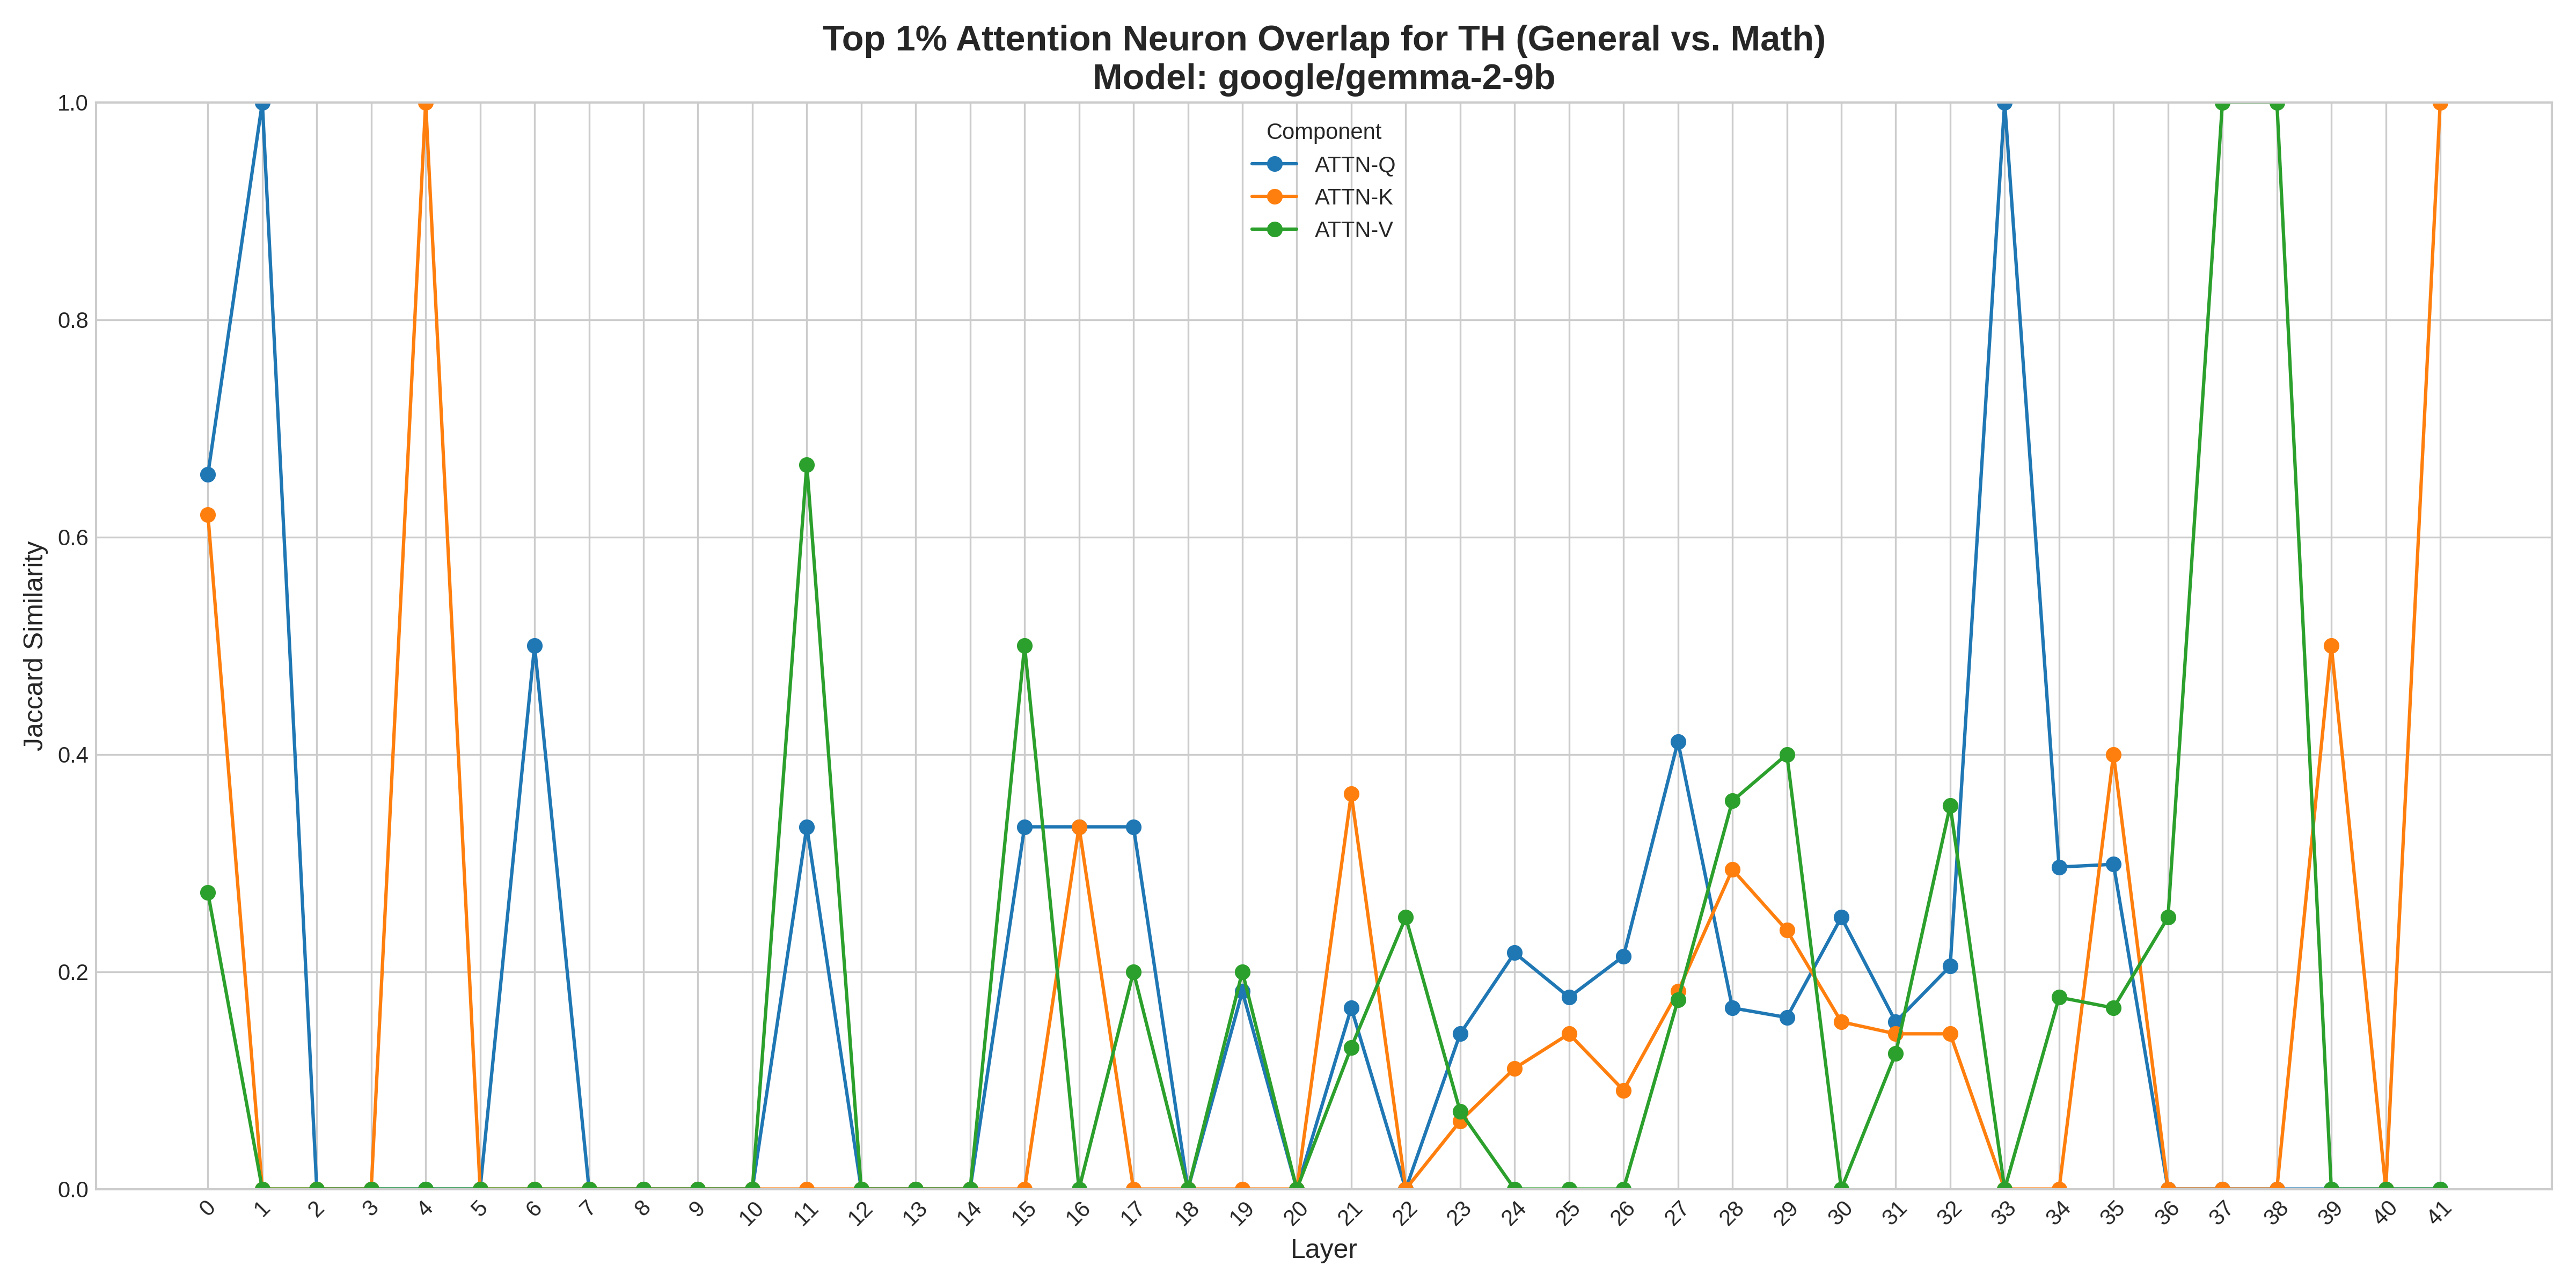 Top 1% Attention Neuron Overlap for TH (General vs. Math)
Model: google/gemma-2-9b
Component
ATTN-Q
ATTN-K
ATTN-V
Jaccard Similarity
1.0
0.8
0.6
0.4
0.2
0.0
0 1 2 3 4 5 6 7 8 9 10 11 12 13 14 15 16 17 18 19 20 21 22 23 24 25 26 27 28 29 30 31 32 33 34 35 36 37 38 39 40 41
Layer